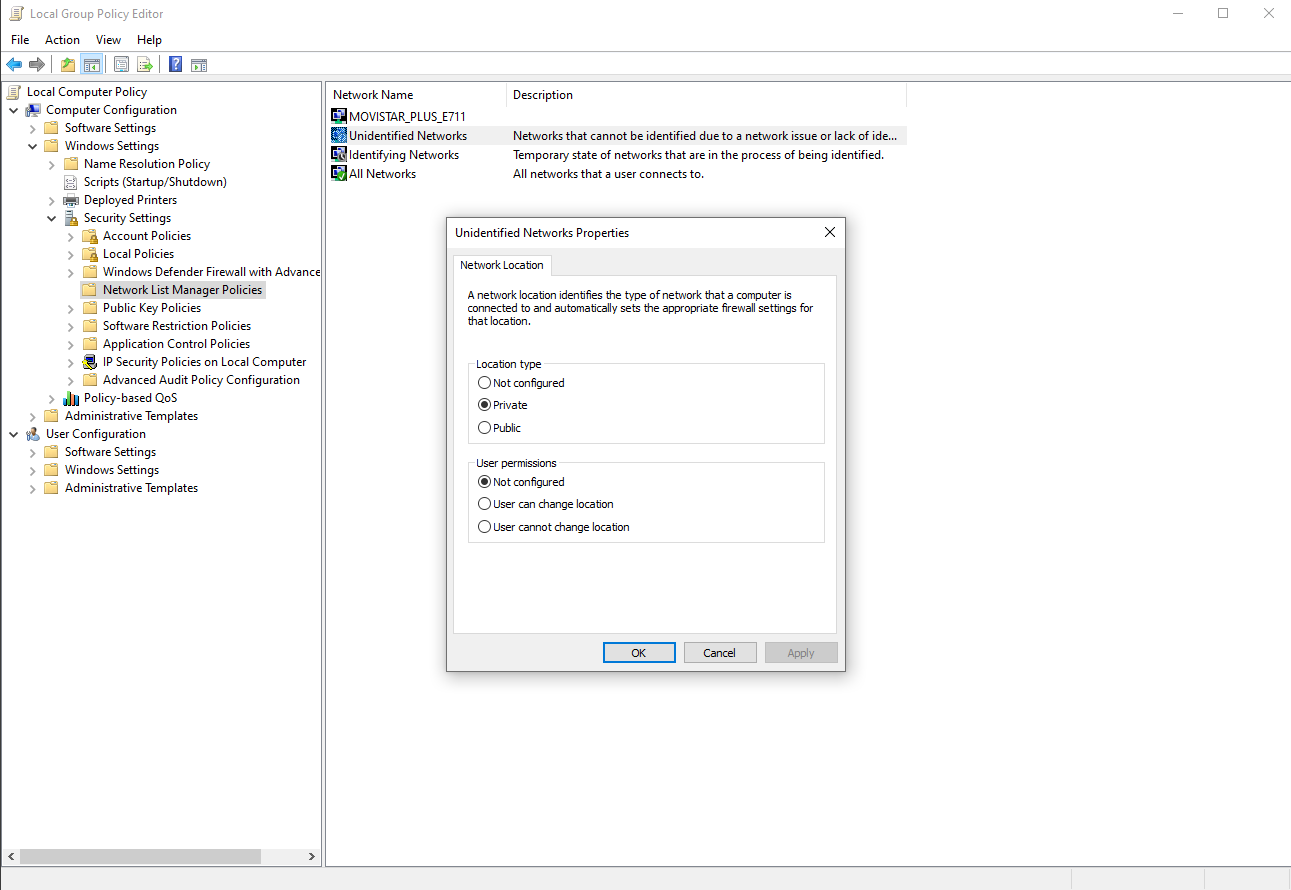 Local Group Policy Editor
File Action View Help
Local Computer Policy
Computer Configuration
Software Settings
Windows Settings
Name Resolution Policy
Scripts (Startup/Shutdown)
Deployed Printers
Security Settings
Account Policies
Local Policies
Windows Defender Firewall with Advance
Network List Manager Policies
Public Key Policies
Software Restriction Policies
Application Control Policies
IP Security Policies on Local Computer
Advanced Audit Policy Configuration
Policy-based QoS
Administrative Templates
User Configuration
Software Settings
Windows Settings
Administrative Templates
Network Name Description
MOVISTAR_PLUS_E711
Unidentified Networks Networks that cannot be identified due to a network issue or lack of ide...
Identifying Networks Temporary state of networks that are in the process of being identified.
All Networks All networks that a user connects to.
Unidentified Networks Properties
Network Location
A network location identifies the type of network that a computer is
connected to and automatically sets the appropriate firewall settings for
that location.
Location type
Not configured
Private
Public
User permissions
Not configured
User can change location
User cannot change location
OK Cancel Apply